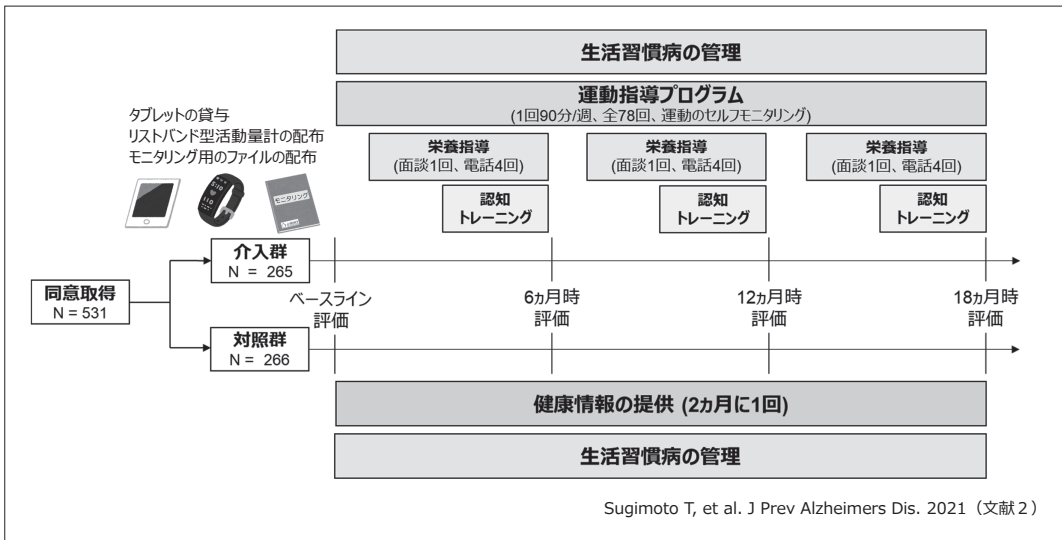 生活習慣病の管理
運動指導プログラム
(1回90分/週、全78回、運動のセルフモニタリング)
タブレットの貸与
リストバンド型活動量計の配布
モニタリング用のファイルの配布
栄養指導
(面談1回、電話4回)
栄養指導
(面談1回、電話4回)
栄養指導
(面談1回、電話4回)
認知
トレーニング
認知
トレーニング
認知
トレーニング
モニタリング
介入群
N = 265
同意取得
N = 531
ベースライン
評価
6ヵ月時
評価
12ヵ月時
評価
18ヵ月時
評価
対照群
N = 266
健康情報の提供 (2ヵ月に1回)
生活習慣病の管理
Sugimoto T, et al. J Prev Alzheimers Dis. 2021（文献２）